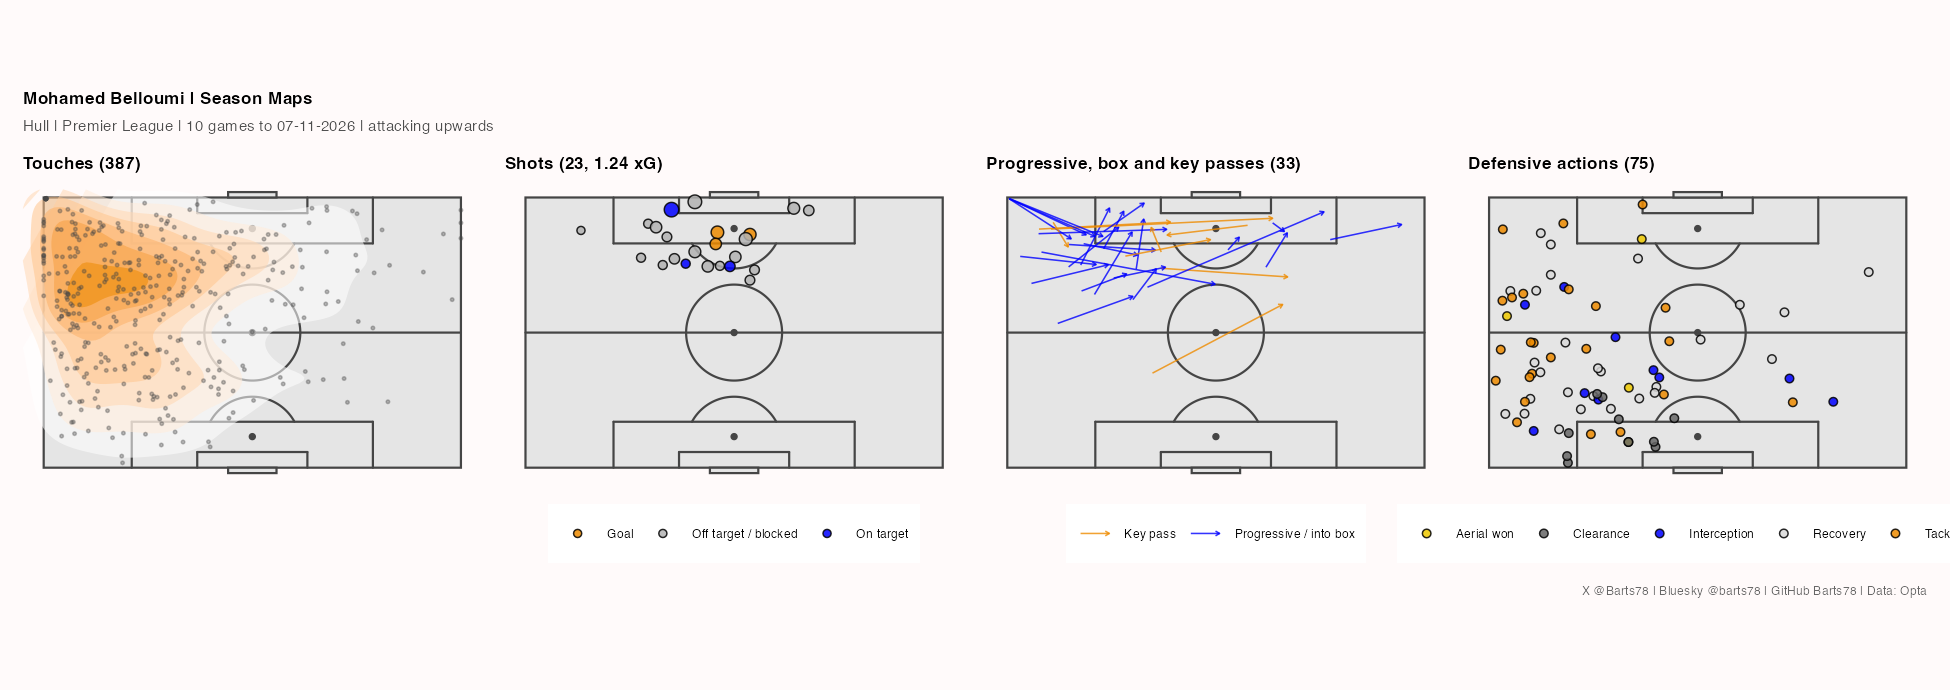 Mohamed Belloumi | Season Maps
Hull | Premier League | 10 games to 07-11-2026 | attacking upwards
Touches (387)
Shots (23, 1.24 xG)
Progressive, box and key passes (33)
Defensive actions (75)
Goal
Off target / blocked
On target
Key pass
Progressive / into box
Aerial won
Clearance
Interception
Recovery
Tack
X @Barts78 | Bluesky @barts78 | GitHub Barts78 | Data: Opta